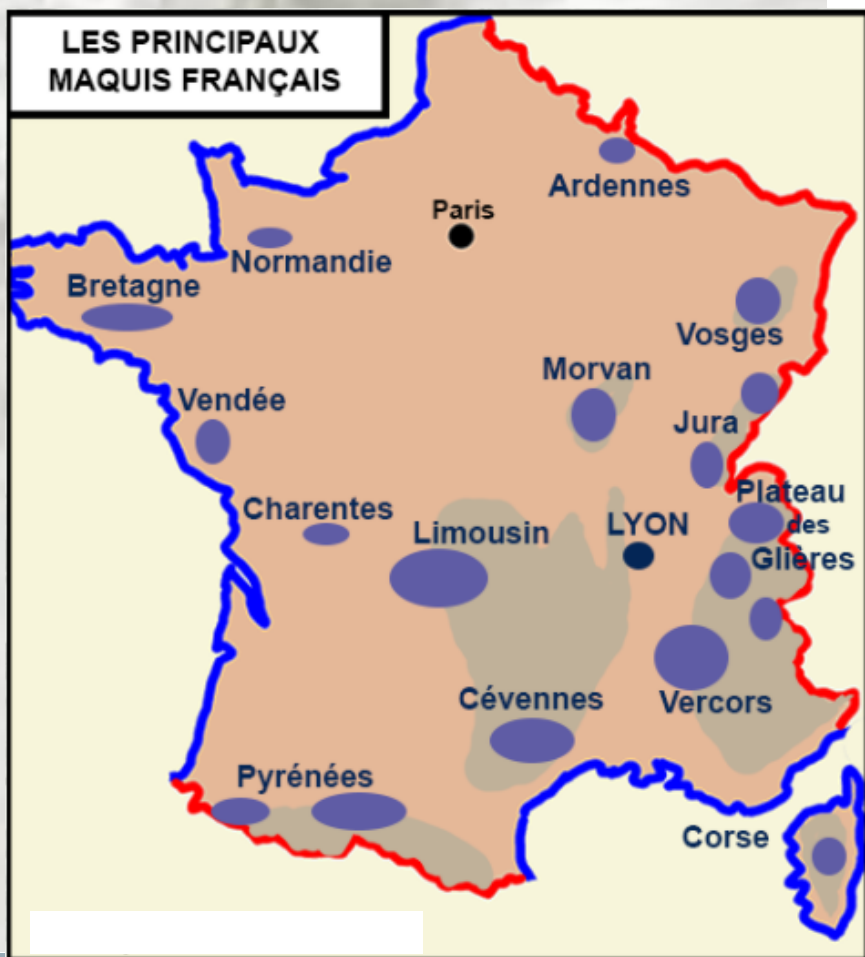 LES PRINCIPAUX
MAQUIS FRANÇAIS
Ardennes
Paris
Normandie
Bretagne
Vosges
Morvan
Vendée
Jura
Plateau
des
Glières
Charentes
Limousin
LYON
Cévennes
Vercors
Pyrénées
Corse